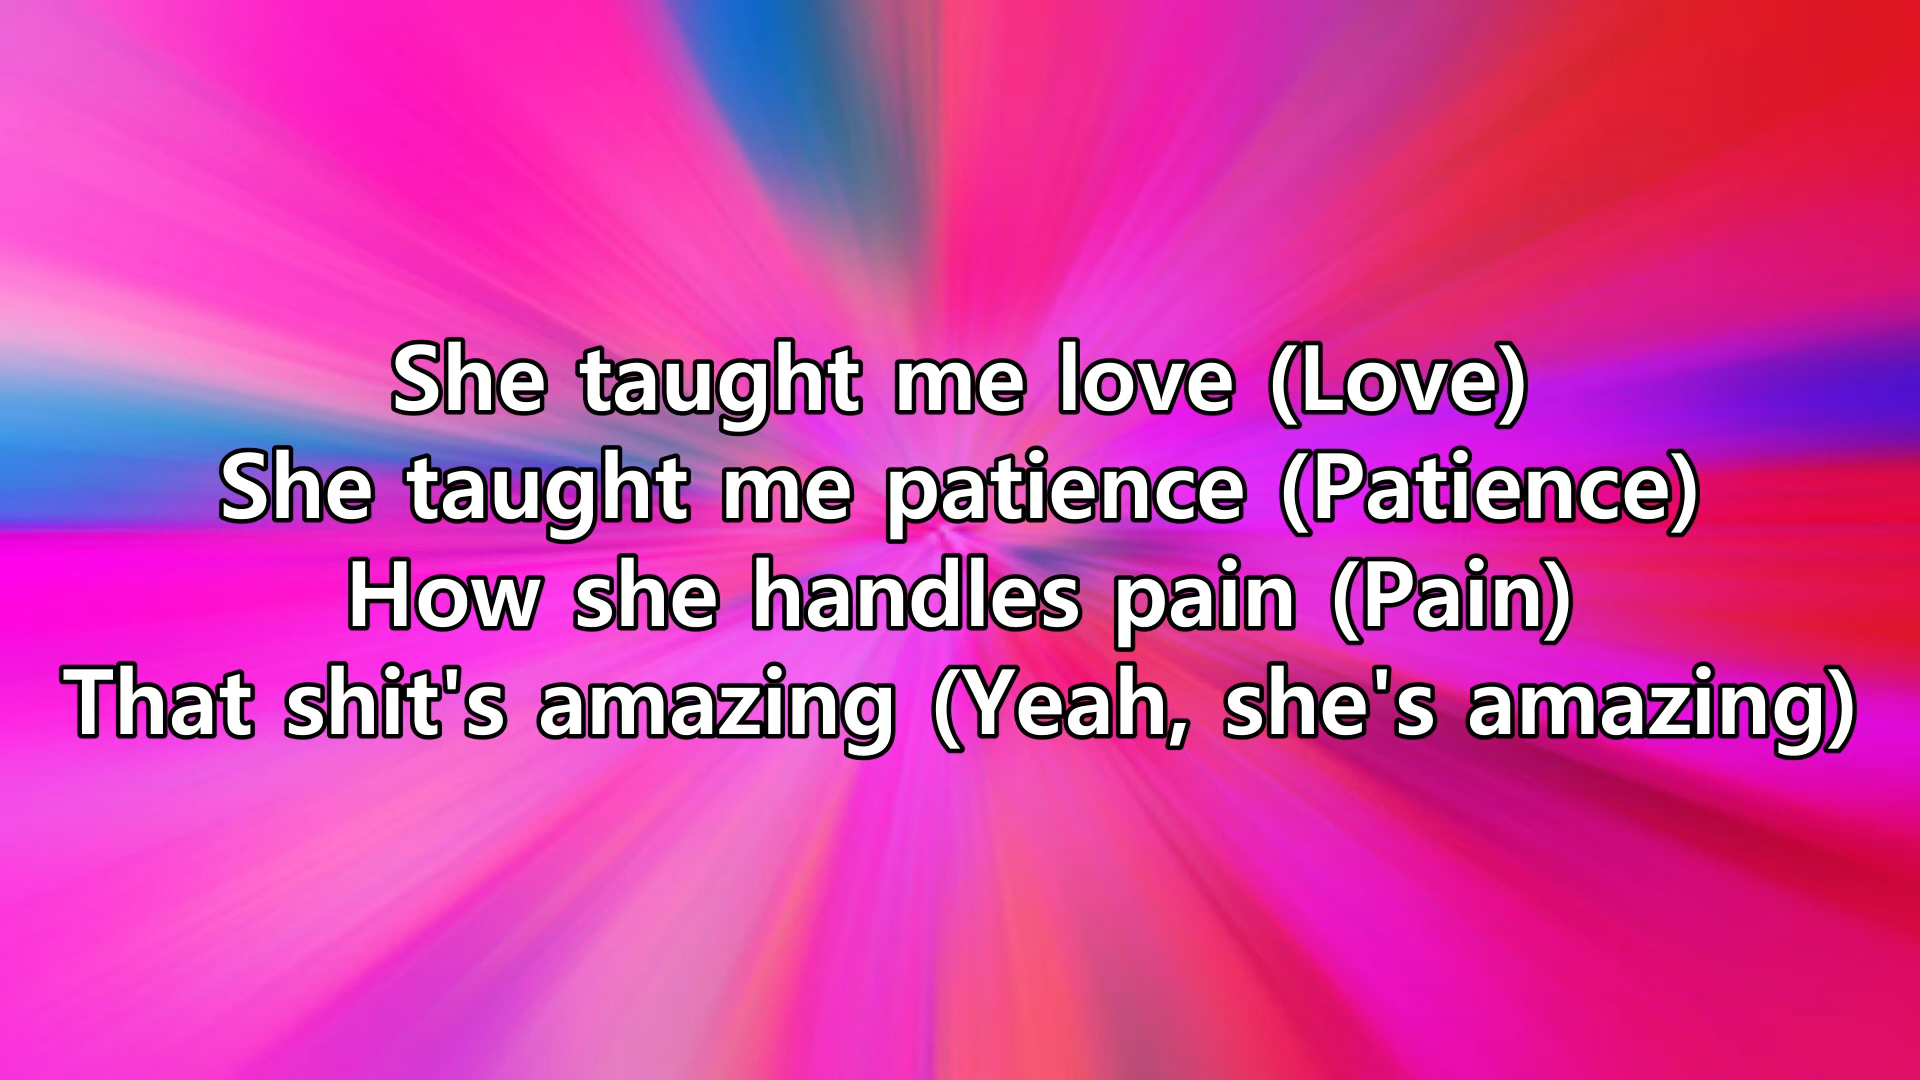 She taught me love (Love)
She taught me patience (Patience)
How she handles pain (Pain)
That shit's amazing (Yeah, she's amazing)